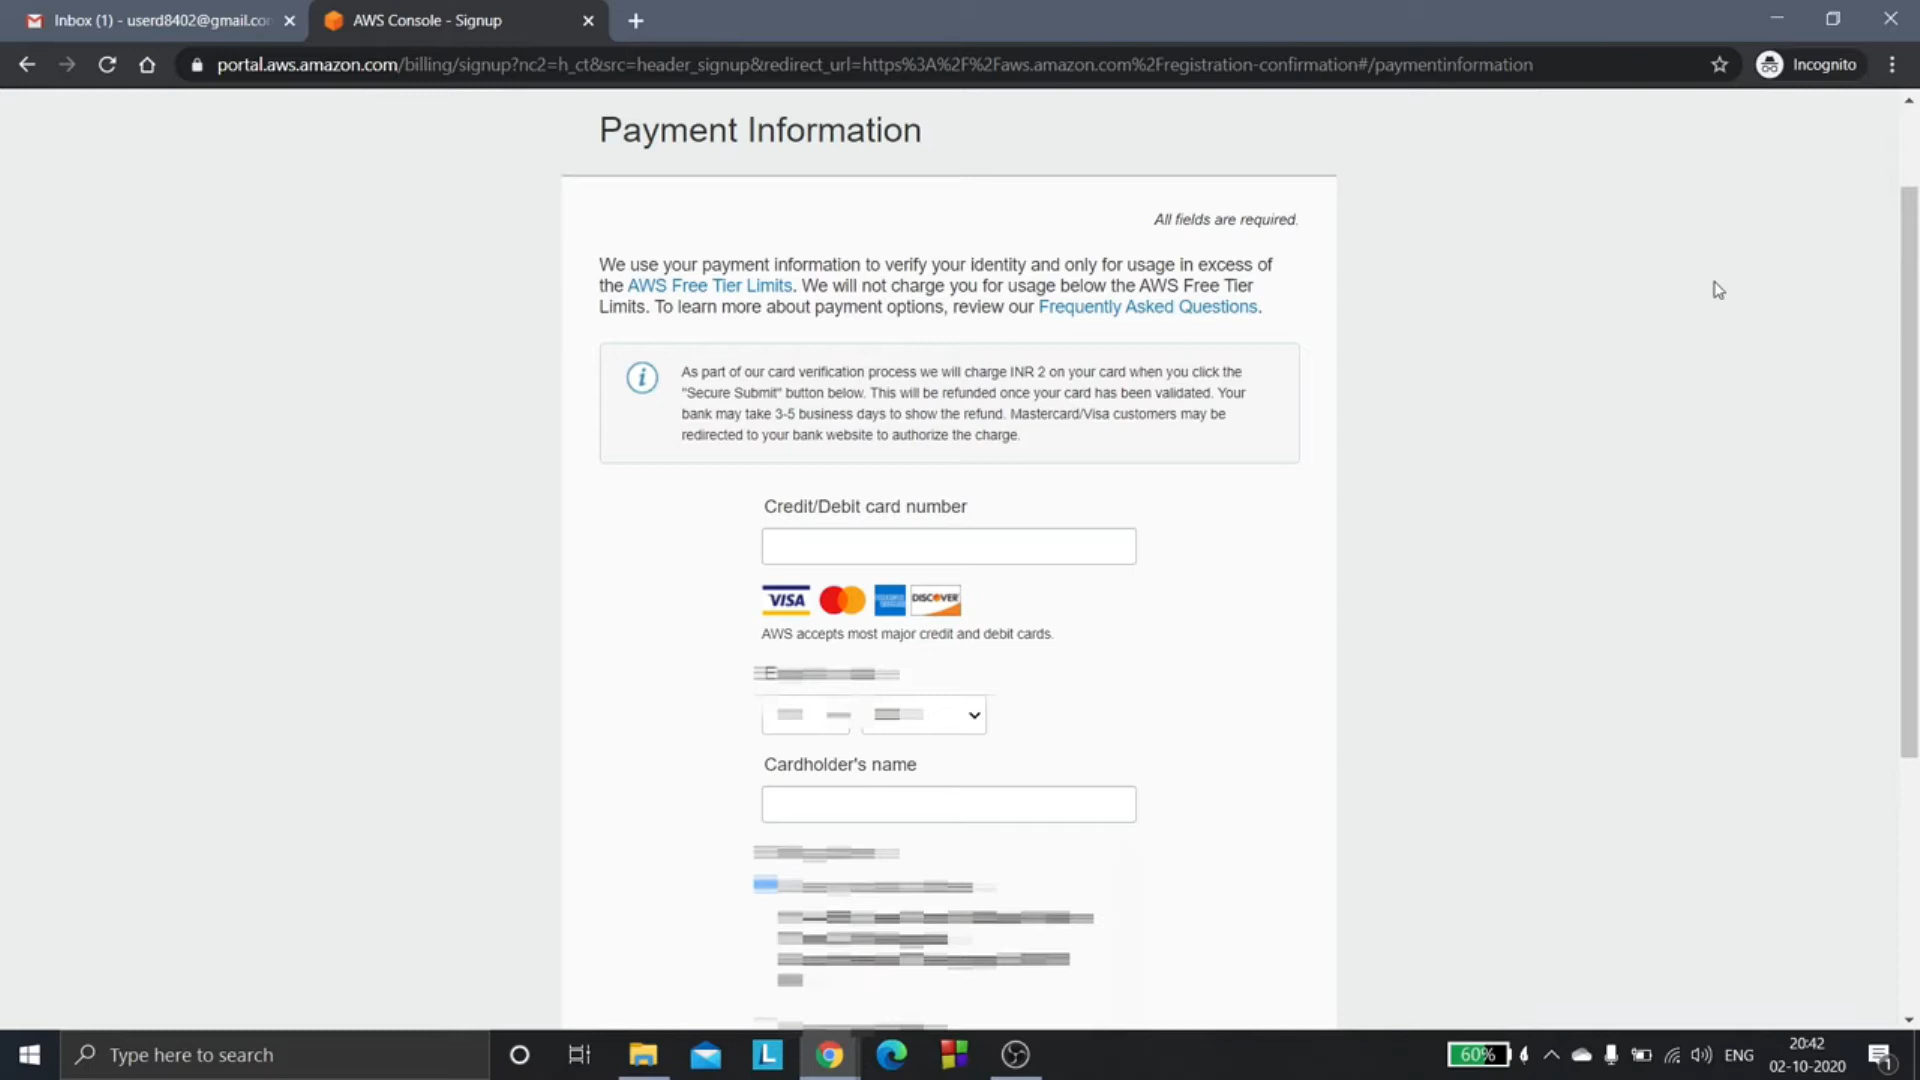 Inbox (1) - userd8402@gmail.co
AWS Console - Signup
portal.aws.amazon.com/billing/signup?nc2=h_ct&src=header_signup&redirect_url=https%3A%2F%2Faws.amazon.com%2Fregistration-confirmation#/paymentinformation
Incognito
Payment Information
All fields are required.
We use your payment information to verify your identity and only for usage in excess of
the AWS Free Tier Limits. We will not charge you for usage below the AWS Free Tier
Limits. To learn more about payment options, review our Frequently Asked Questions.
As part of our card verification process we will charge INR 2 on your card when you click the
"Secure Submit" button below. This will be refunded once your card has been validated. Your
bank may take 3-5 business days to show the refund. Mastercard/Visa customers may be
redirected to your bank website to authorize the charge.
Credit/Debit card number
VISA
DISCOVER
AWS accepts most major credit and debit cards.
Cardholder's name
Type here to search
L
60%
ENG
20:42
02-10-2020
1